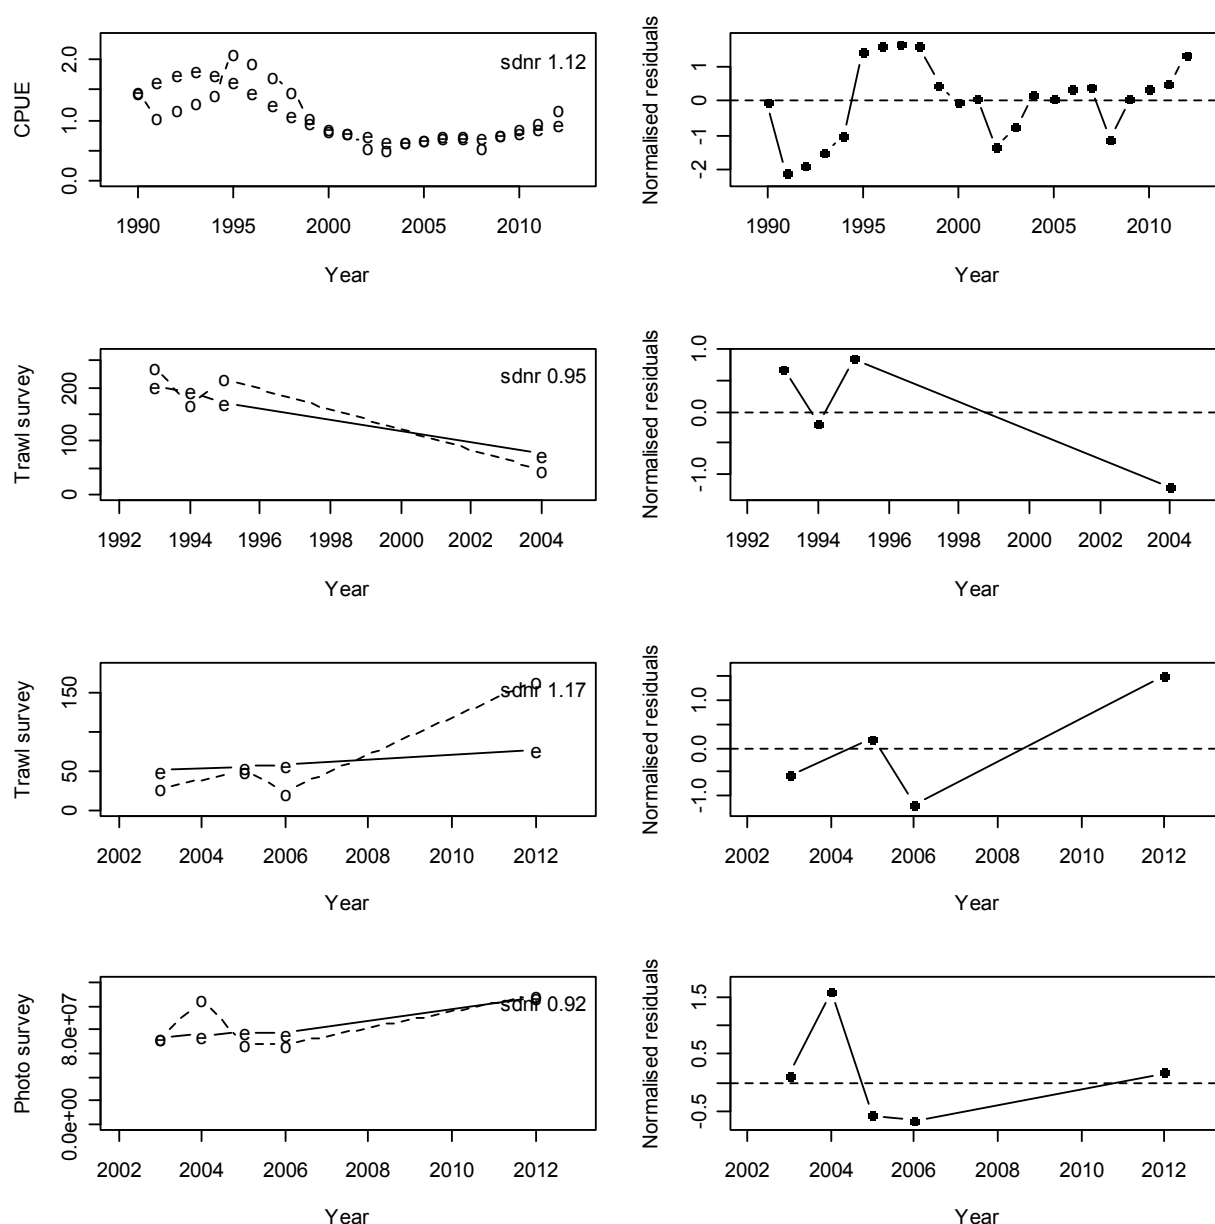 CPUE
0.0 1.0 2.0
sdnr 1.12
1990 1995 2000 2005 2010
Year
Normalised residuals
-2 -1 0 1
1990 1995 2000 2005 2010
Year
Trawl survey
0 100 200
sdnr 0.95
1992 1994 1996 1998 2000 2002 2004
Year
Normalised residuals
-1.0 0.0 1.0
1992 1994 1996 1998 2000 2002 2004
Year
Trawl survey
0 50 150
sdnr 1.17
2002 2004 2006 2008 2010 2012
Year
Normalised residuals
-1.0 0.0 1.0
2002 2004 2006 2008 2010 2012
Year
Photo survey
0.0e+00 8.0e+07
sdnr 0.92
2002 2004 2006 2008 2010 2012
Year
Normalised residuals
-0.5 0.5 1.5
2002 2004 2006 2008 2010 2012
Year